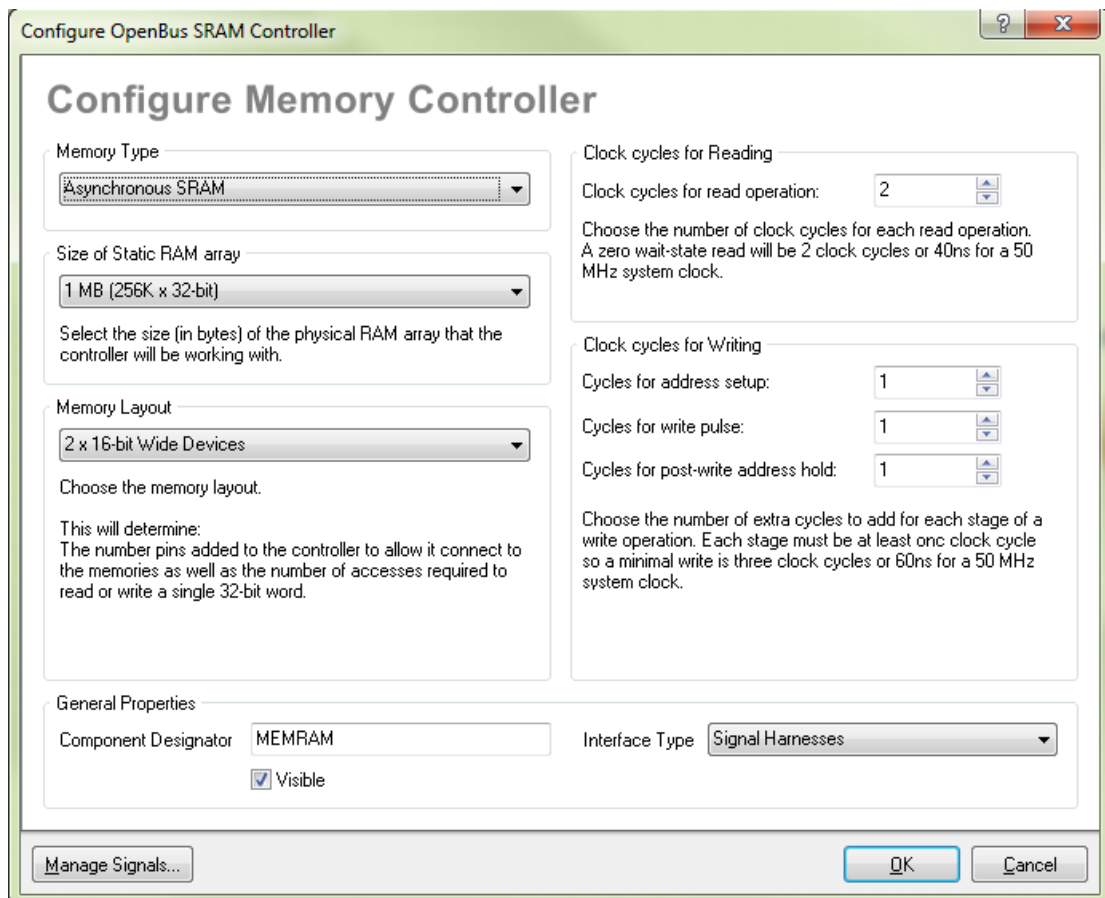 Configure OpenBus SRAM Controller
Configure Memory Controller
Memory Type
Asynchronous SRAM
Size of Static RAM array
1 MB (256K x 32-bit)
Select the size (in bytes) of the physical RAM array that the
controller will be working with.
Memory Layout
2 x 16-bit Wide Devices
Choose the memory layout.
This will determine:
The number pins added to the controller to allow it connect to
the memories as well as the number of accesses required to
read or write a single 32-bit word.
Clock cycles for Reading
Clock cycles for read operation: 2
Choose the number of clock cycles for each read operation.
A zero wait-state read will be 2 clock cycles or 40ns for a 50
MHz system clock.
Clock cycles for Writing
Cycles for address setup: 1
Cycles for write pulse: 1
Cycles for post-write address hold: 1
Choose the number of extra cycles to add for each stage of a
write operation. Each stage must be at least one clock cycle
so a minimal write is three clock cycles or 60ns for a 50 MHz
system clock.
General Properties
Component Designator MEMRAM
Visible
Interface Type Signal Harnesses
Manage Signals...
OK
Cancel